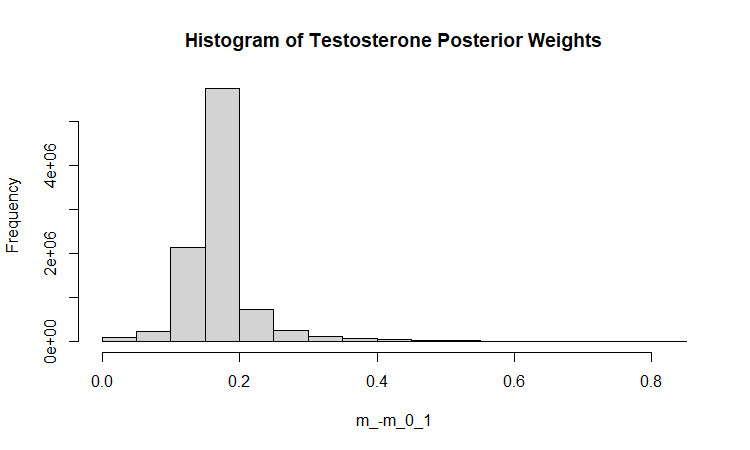 Histogram of Testosterone Posterior Weights
Frequency
4e+06
2e+06
0e+00
0.0 0.2 0.4 0.6 0.8
m_-m_0_1